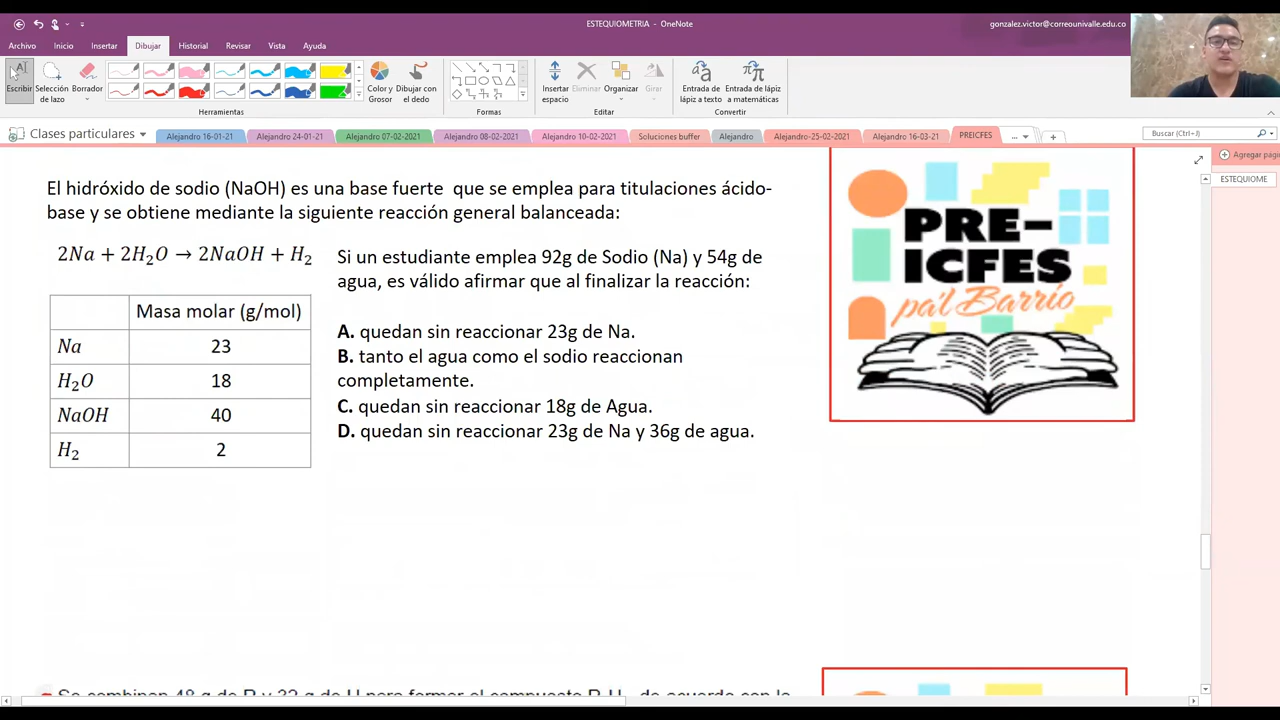 ESTEQUIOMETRIA - OneNote
gonzalez.victor@correounivalle.edu.co
Archivo Inicio Insertar Dibujar Historial Revisar Vista Ayuda
Escribir
Selección de lazo
Borrador
Color y Grosor
Dibujar con el dedo
Insertar espacio
Eliminar
Organizar
Girar
Entrada de lápiz a texto
Entrada de lápiz a matemáticas
Herramientas
Formas
Editar
Convertir
Clases particulares
Alejandro 16-01-21
Alejandro 24-01-21
Alejandro 07-02-2021
Alejandro 08-02-2021
Alejandro 10-02-2021
Soluciones buffer
Alejandro
Alejandro-25-02-2021
Alejandro 16-03-21
PREICFES
...
Buscar (Ctrl+J)
Agregar pági
ESTEQUIOME
El hidróxido de sodio (NaOH) es una base fuerte que se emplea para titulaciones ácido-
base y se obtiene mediante la siguiente reacción general balanceada:
2Na + 2H₂O → 2NaOH + H₂
Masa molar (g/mol)
Na 23
H₂O 18
NaOH 40
H₂ 2
Si un estudiante emplea 92g de Sodio (Na) y 54g de
agua, es válido afirmar que al finalizar la reacción:
A. quedan sin reaccionar 23g de Na.
B. tanto el agua como el sodio reaccionan
completamente.
C. quedan sin reaccionar 18g de Agua.
D. quedan sin reaccionar 23g de Na y 36g de agua.
PRE-
ICFES
pa'l Barrio